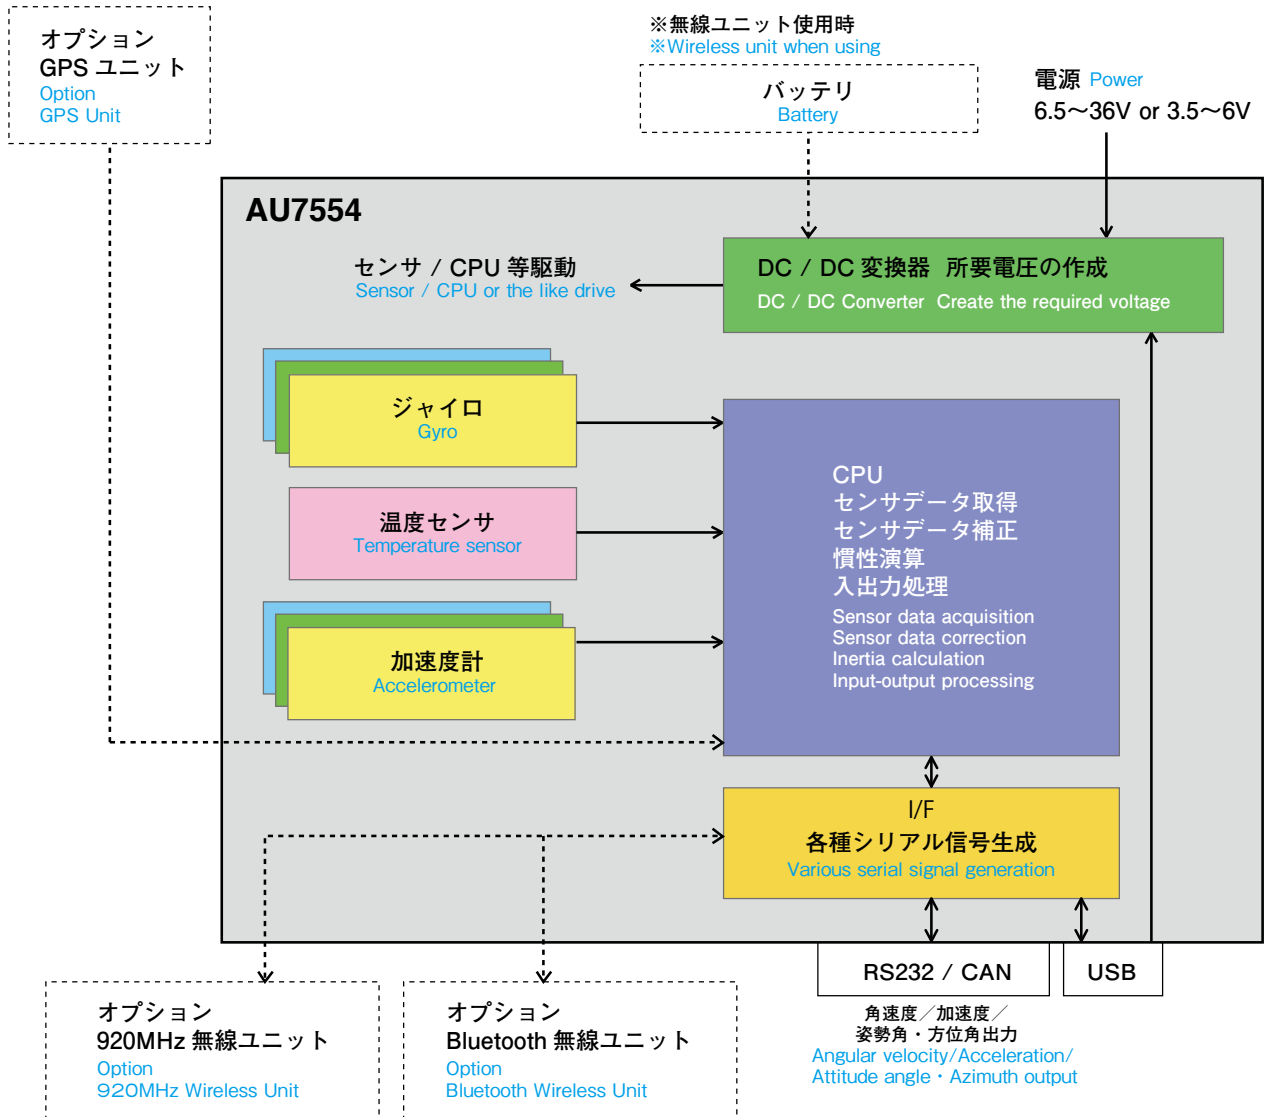 オプション
GPS ユニット
Option
GPS Unit
※無線ユニット使用時
※Wireless unit when using
バッテリ
Battery
電源 Power
6.5〜36V or 3.5〜6V
AU7554
センサ / CPU 等駆動
Sensor / CPU or the like drive
DC / DC 変換器 所要電圧の作成
DC / DC Converter Create the required voltage
ジャイロ
Gyro
温度センサ
Temperature sensor
加速度計
Accelerometer
CPU
センサデータ取得
センサデータ補正
慣性演算
入出力処理
Sensor data acquisition
Sensor data correction
Inertia calculation
Input-output processing
I/F
各種シリアル信号生成
Various serial signal generation
RS232 / CAN
USB
角速度／加速度／
姿勢角・方位角出力
Angular velocity/Acceleration/
Attitude angle・Azimuth output
オプション
920MHz 無線ユニット
Option
920MHz Wireless Unit
オプション
Bluetooth 無線ユニット
Option
Bluetooth Wireless Unit